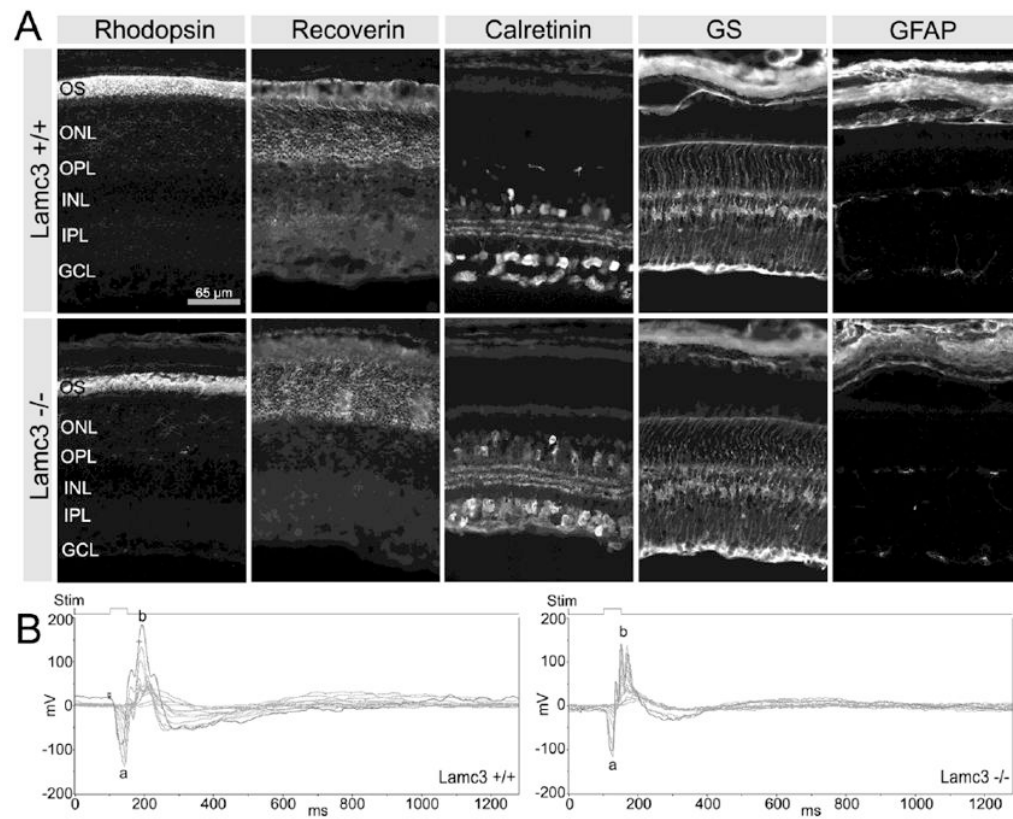 A
Rhodopsin Recoverin Calretinin GS GFAP
Lamc3 +/+
OS
ONL
OPL
INL
IPL
GCL
65 µm
Lamc3 -/-
OS
ONL
OPL
INL
IPL
GCL
B
Stim
200
100
0
-100
-200
mV
b
a
Lamc3 +/+
0 200 400 600 800 1000 1200
ms
Stim
200
100
0
-100
-200
mV
b
a
Lamc3 -/-
0 200 400 600 800 1000 1200
ms